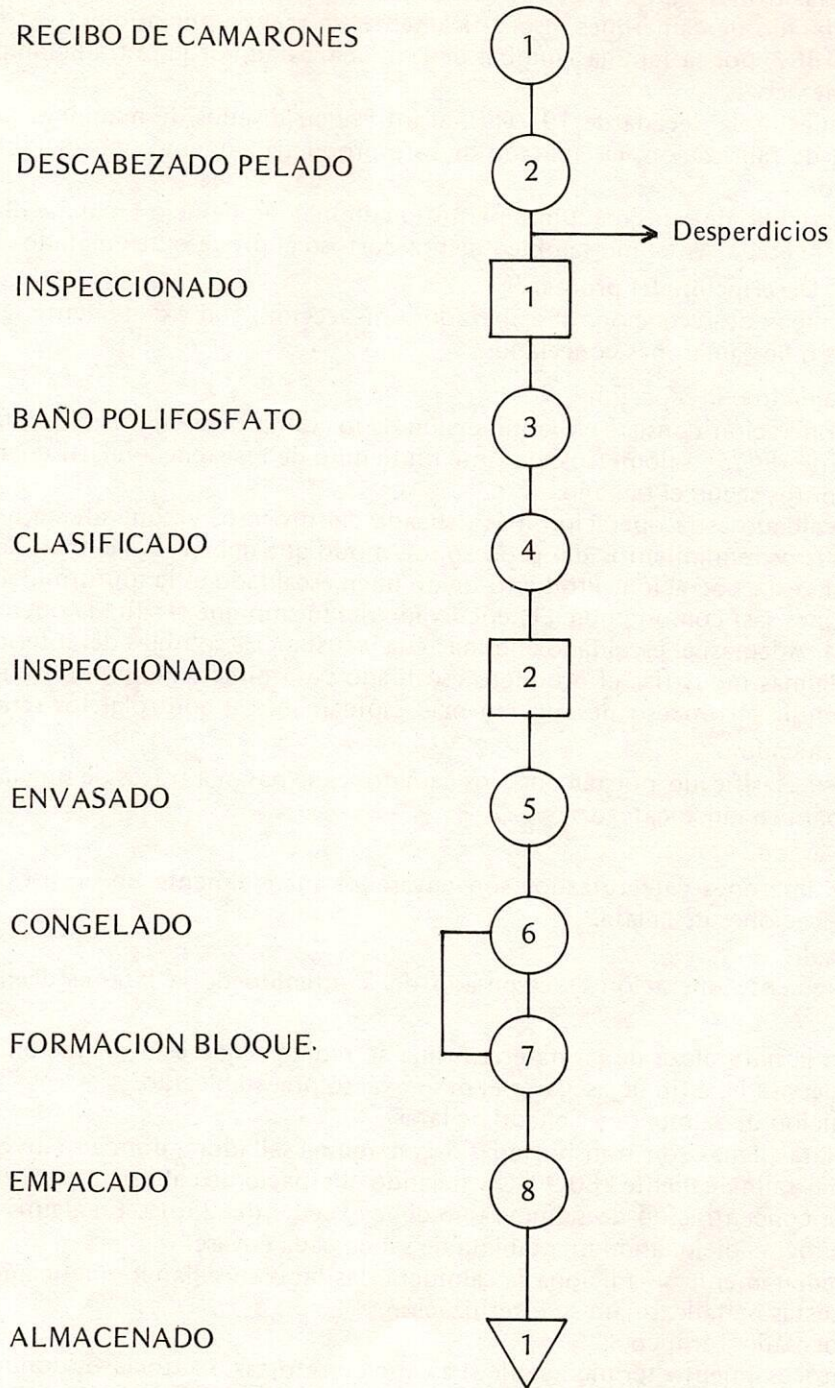 RECIBO DE CAMARONES 1
DESCABEZADO PELADO 2
Desperdicios
INSPECCIONADO 1
BAÑO POLIFOSFATO 3
CLASIFICADO 4
INSPECCIONADO 2
ENVASADO 5
CONGELADO 6
FORMACION BLOQUE. 7
EMPACADO 8
ALMACENADO 1